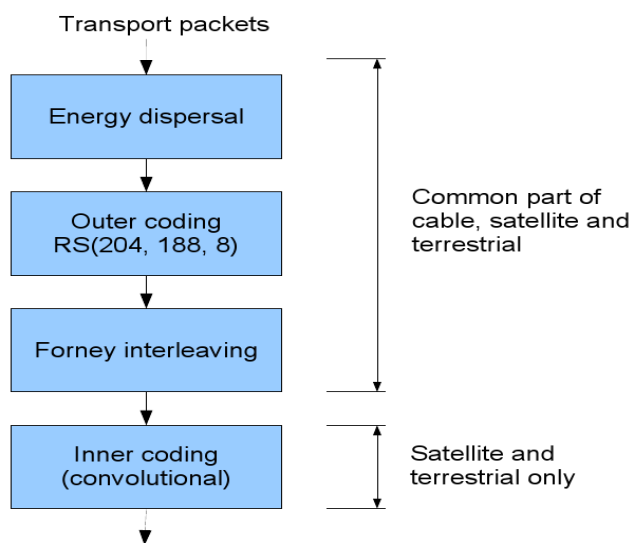 Transport packets
Energy dispersal
Outer coding
RS(204, 188, 8)
Forney interleaving
Common part of
cable, satellite and
terrestrial
Inner coding
(convolutional)
Satellite and
terrestrial only